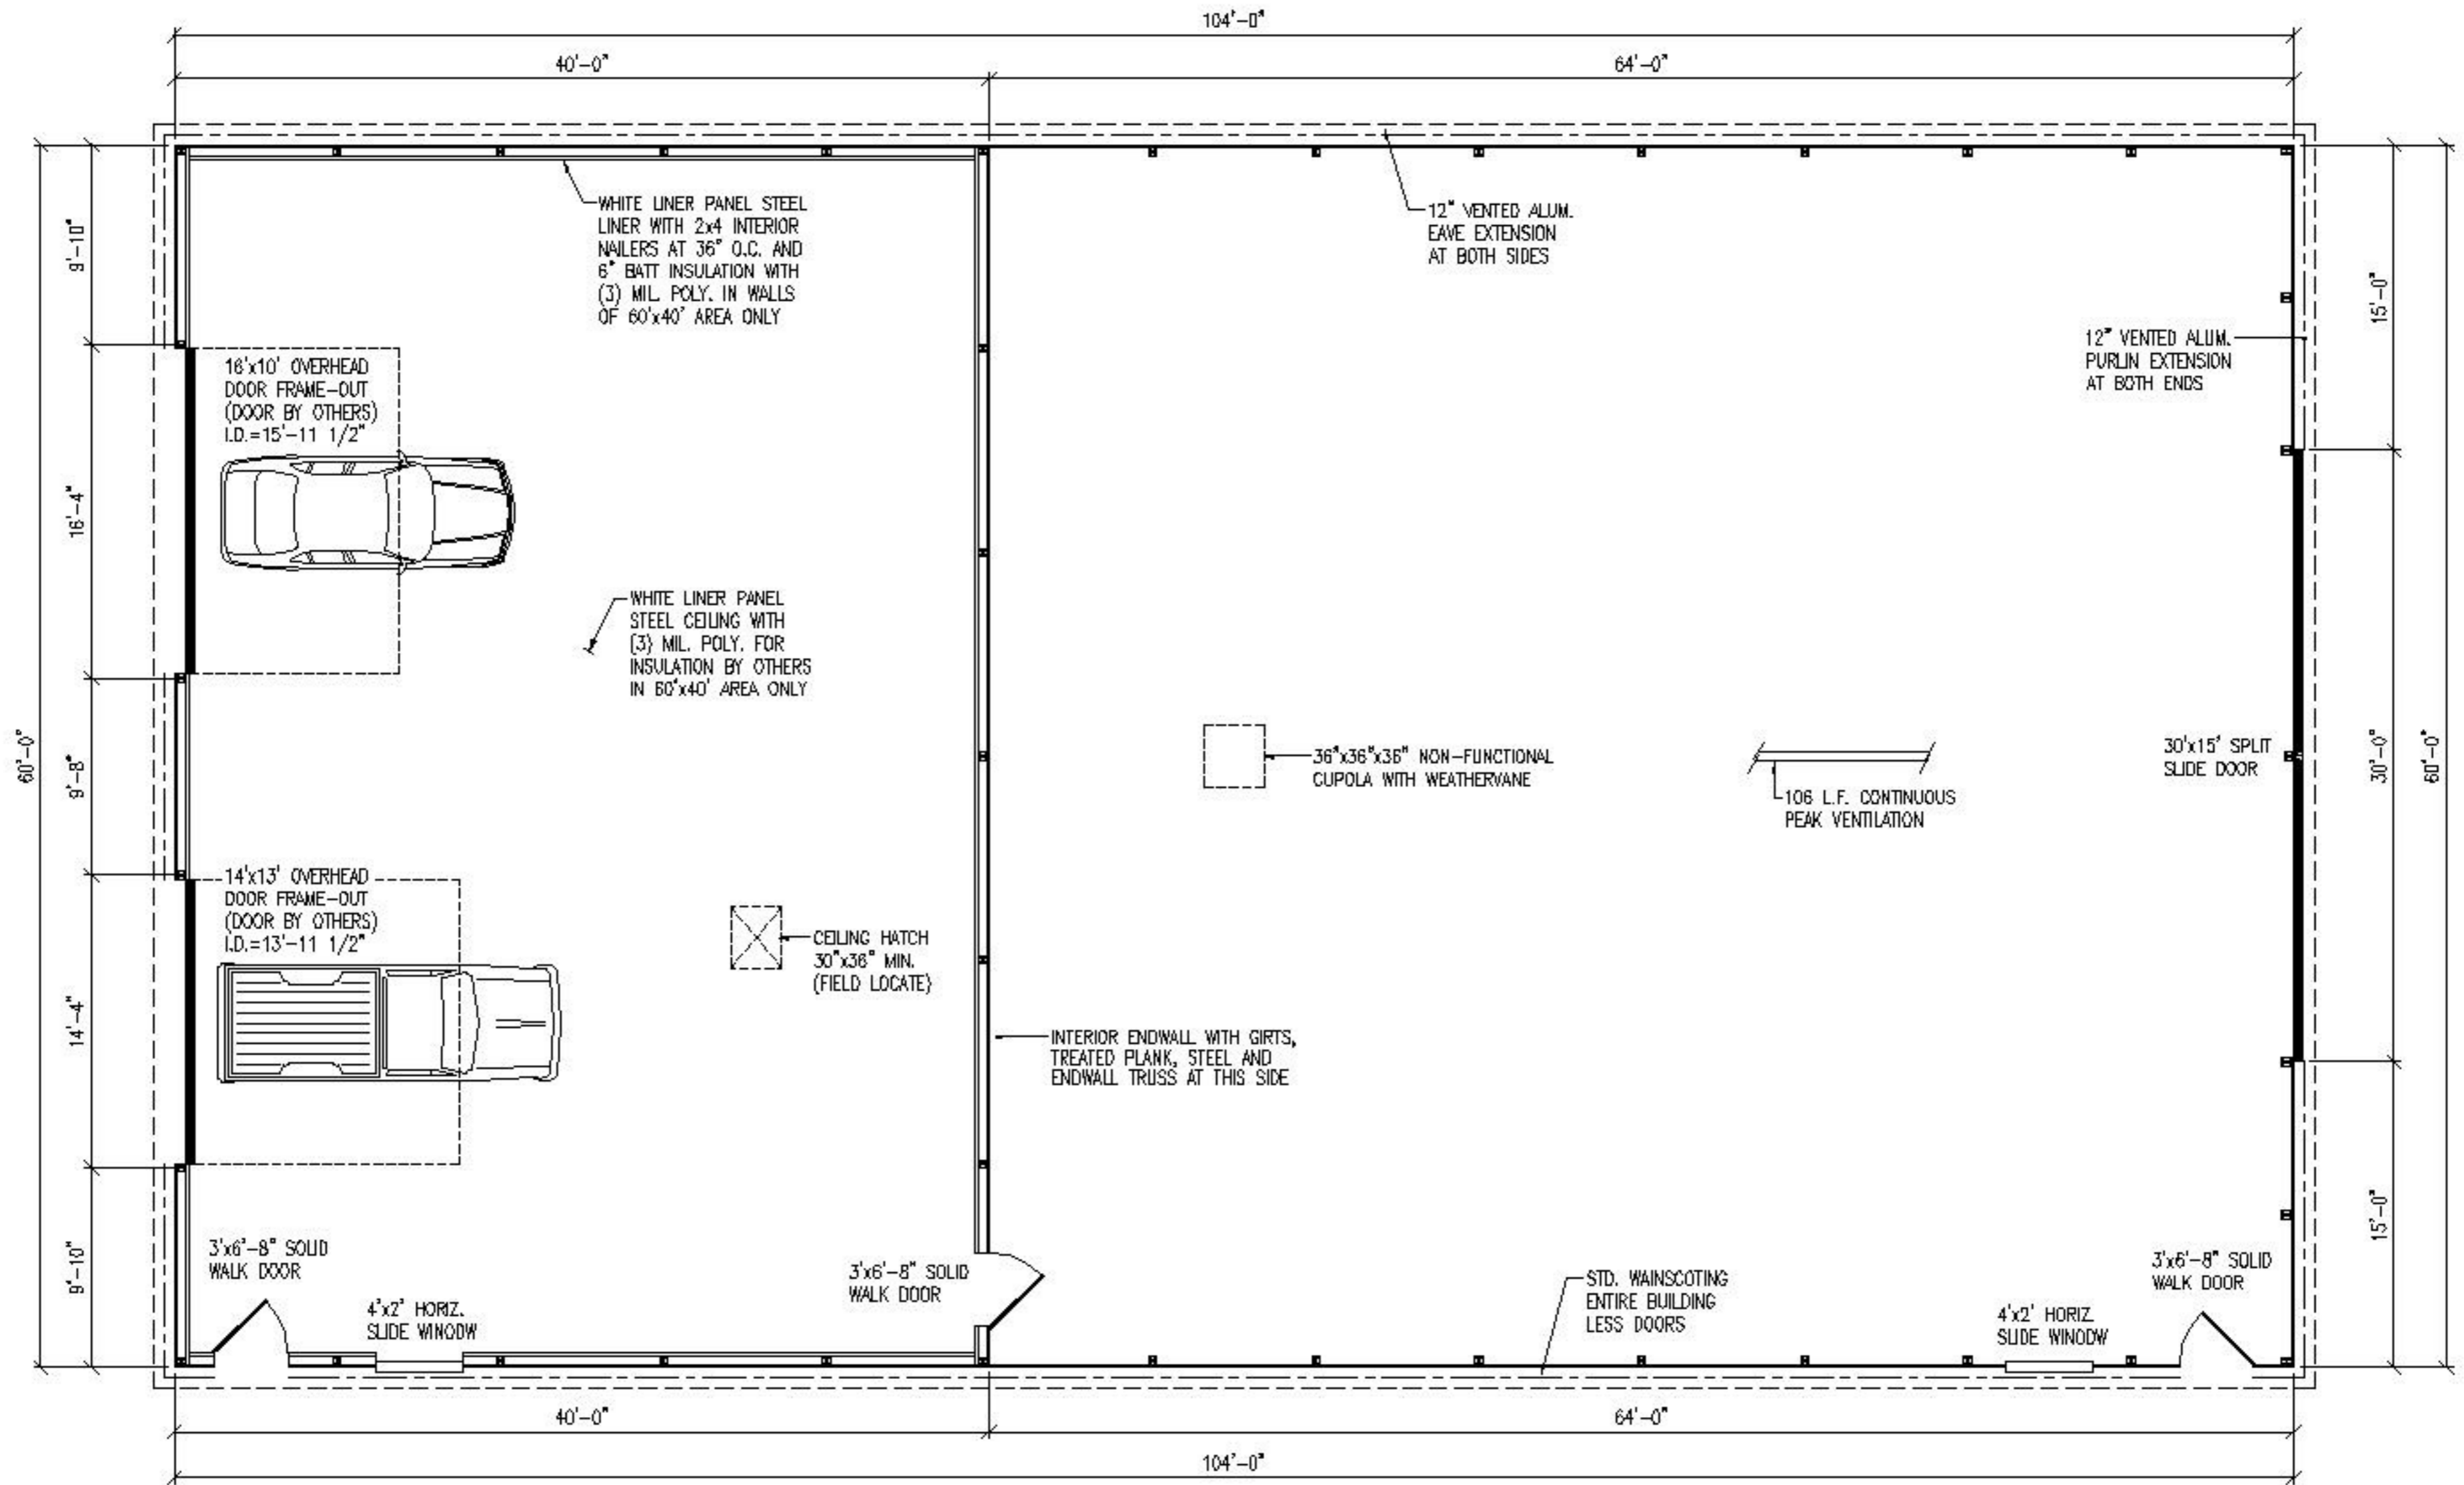 104'-0"
40'-0"
64'-0"
WHITE LINER PANEL STEEL
LINER WITH 2x4 INTERIOR
NAILERS AT 36" O.C. AND
6" BATT INSULATION WITH
(3) MIL. POLY. IN WALLS
OF 60'x40' AREA ONLY
12" VENTED ALUM.
EAVE EXTENSION
AT BOTH SIDES
12" VENTED ALUM.
PURLIN EXTENSION
AT BOTH ENDS
9'-10"
16'-4"
9'-8"
14'-4"
9'-10"
60'-0"
15'-0"
30'-0"
15'-0"
60'-0"
16'x10' OVERHEAD
DOOR FRAME-OUT
(DOOR BY OTHERS)
I.D.=15'-11 1/2"
WHITE LINER PANEL
STEEL CEILING WITH
(3) MIL. POLY. FOR
INSULATION BY OTHERS
IN 60'x40' AREA ONLY
36"x36"x36" NON-FUNCTIONAL
CUPOLA WITH WEATHERVANE
106 L.F. CONTINUOUS
PEAK VENTILATION
30'x15' SPLIT
SLIDE DOOR
14'x13' OVERHEAD
DOOR FRAME-OUT
(DOOR BY OTHERS)
I.D.=13'-11 1/2"
CEILING HATCH
30"x36" MIN.
(FIELD LOCATE)
INTERIOR ENDWALL WITH GIRTS,
TREATED PLANK, STEEL AND
ENDWALL TRUSS AT THIS SIDE
3'x6'-8" SOLID
WALK DOOR
4'x2' HORIZ.
SLIDE WINODW
3'x6'-8" SOLID
WALK DOOR
STD. WAINSCOTING
ENTIRE BUILDING
LESS DOORS
4'x2' HORIZ.
SLIDE WINODW
3'x6'-8" SOLID
WALK DOOR
40'-0"
64'-0"
104'-0"